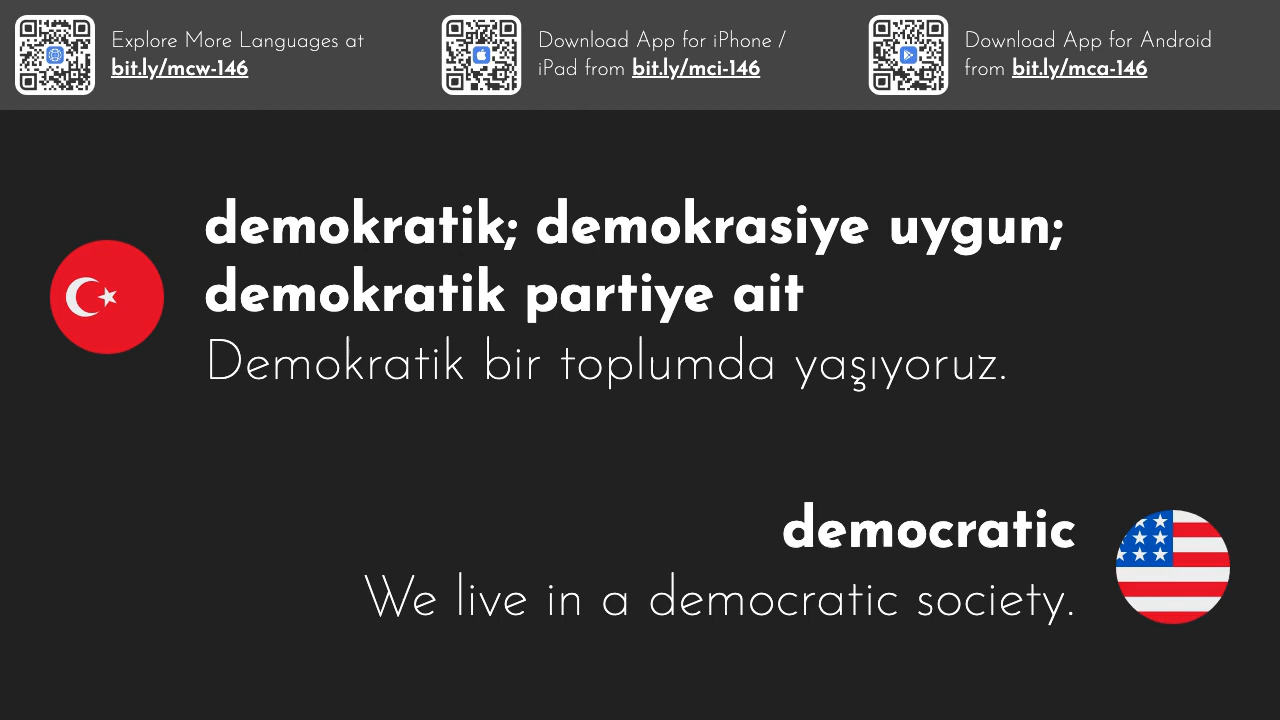 Explore More Languages at
bit.ly/mcw-146
Download App for iPhone /
iPad from bit.ly/mci-146
Download App for Android
from bit.ly/mca-146
demokratik; demokrasiye uygun;
demokratik partiye ait
Demokratik bir toplumda yaşıyoruz.
democratic
We live in a democratic society.